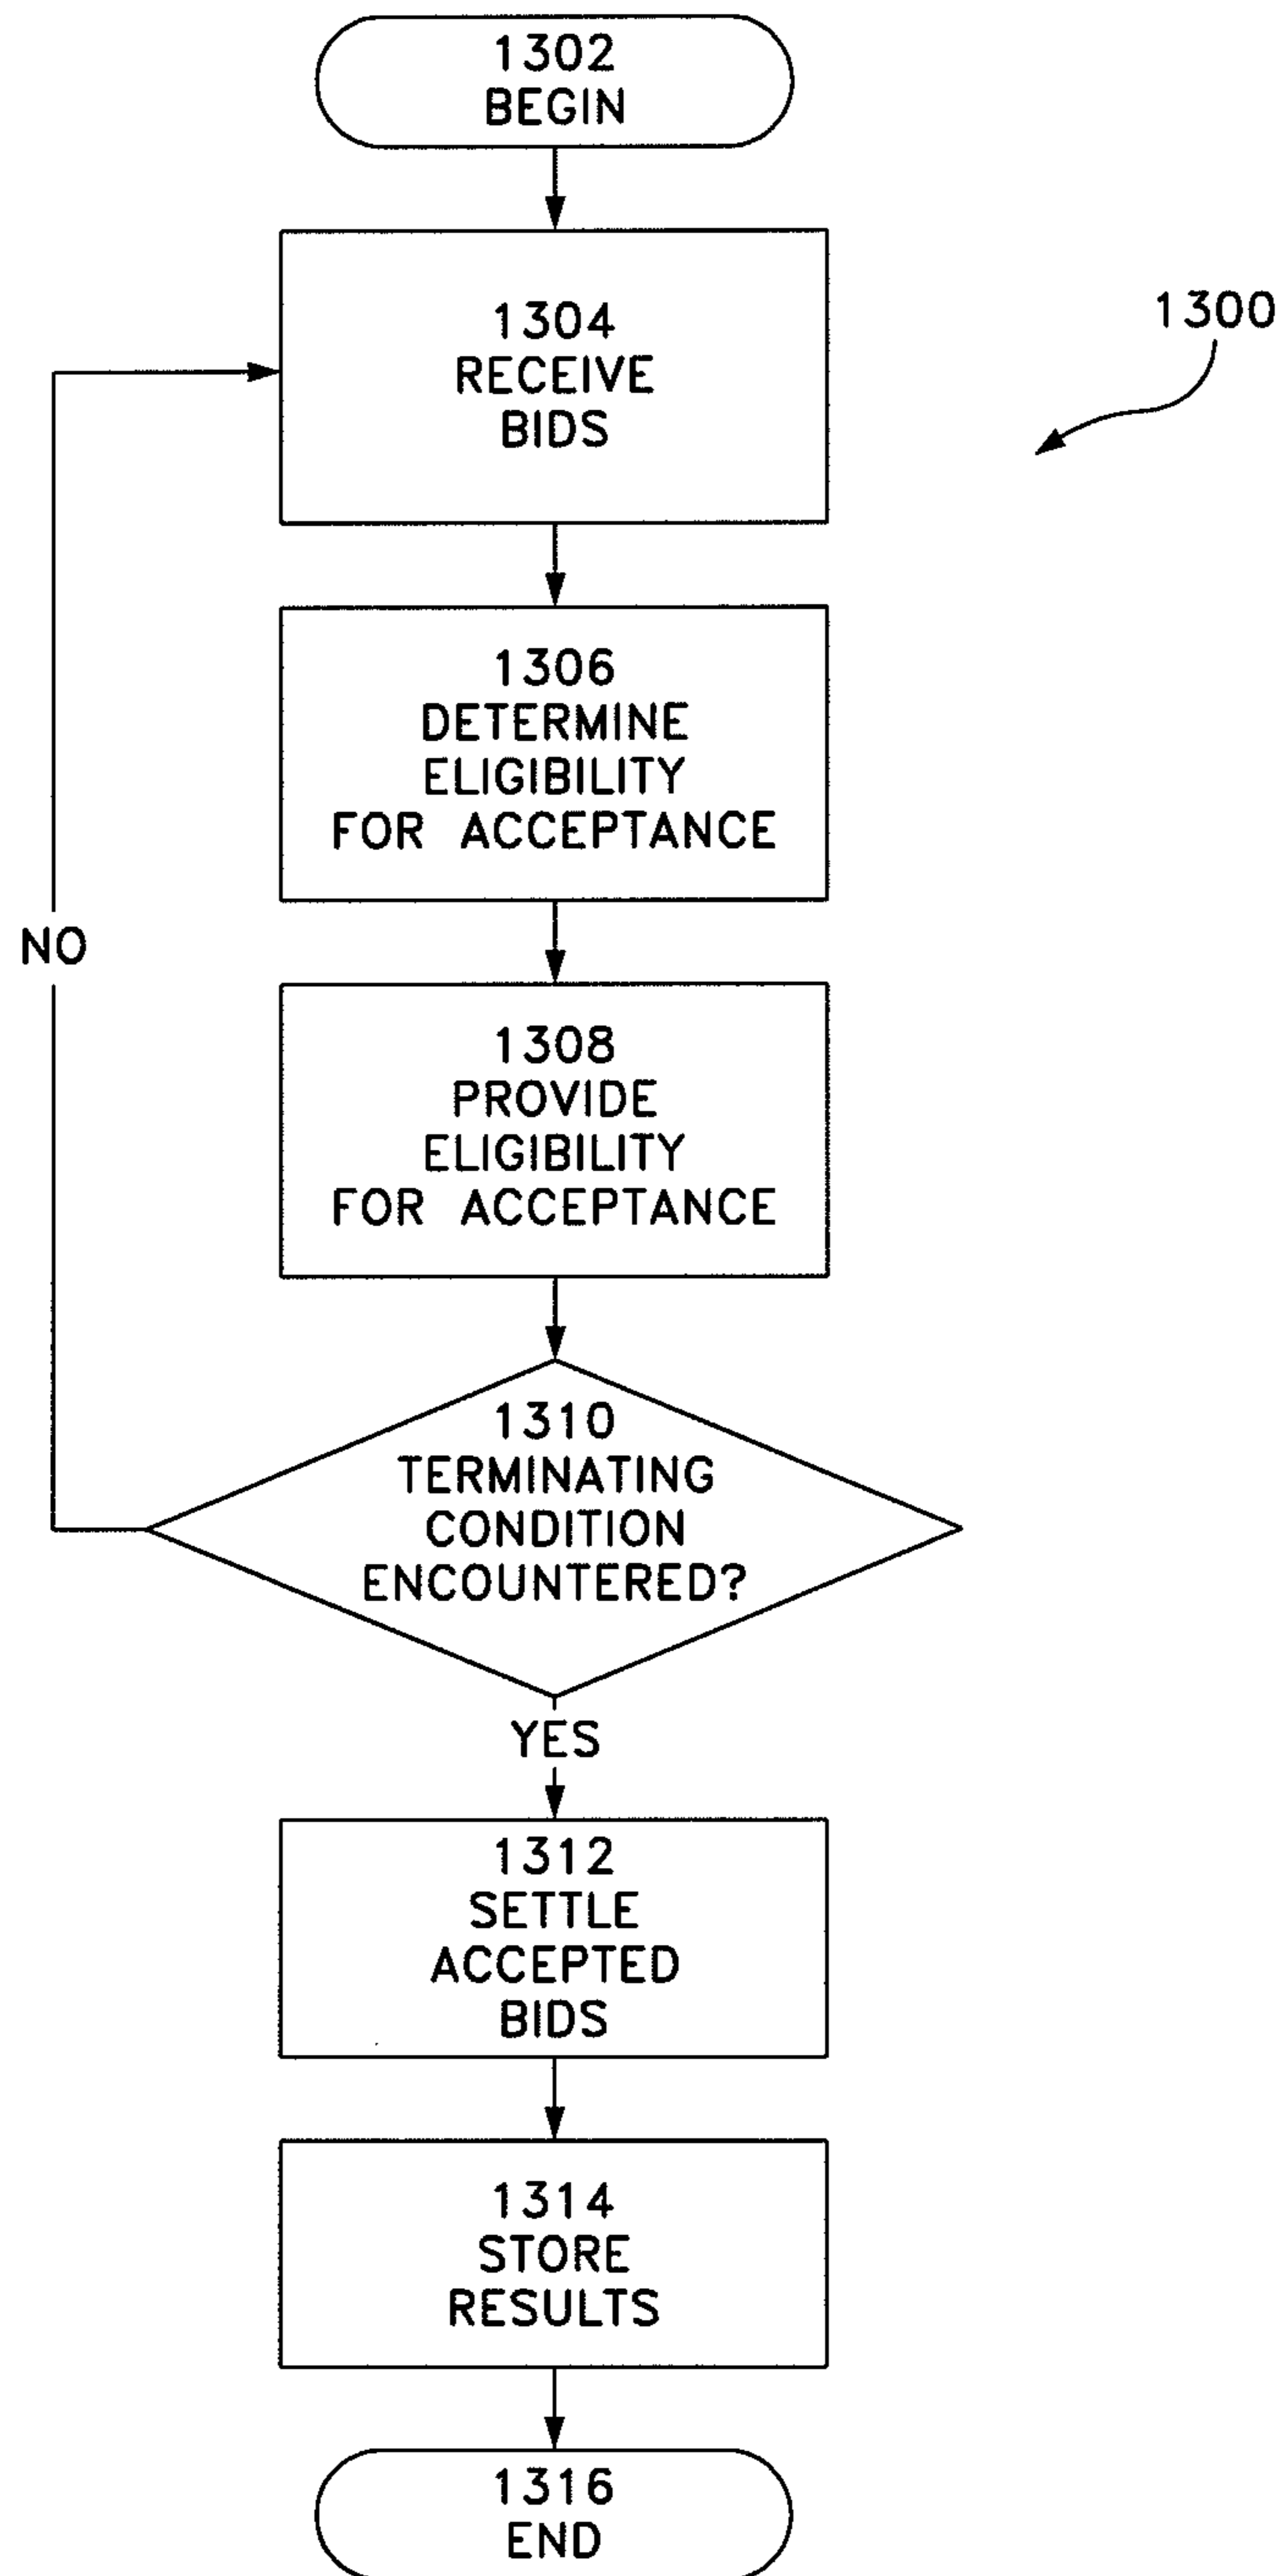 1302
BEGIN
1300
1304
RECEIVE
BIDS
1306
DETERMINE
ELIGIBILITY
FOR ACCEPTANCE
NO
1308
PROVIDE
ELIGIBILITY
FOR ACCEPTANCE
1310
TERMINATING
CONDITION
ENCOUNTERED?
YES
1312
SETTLE
ACCEPTED
BIDS
1314
STORE
RESULTS
1316
END